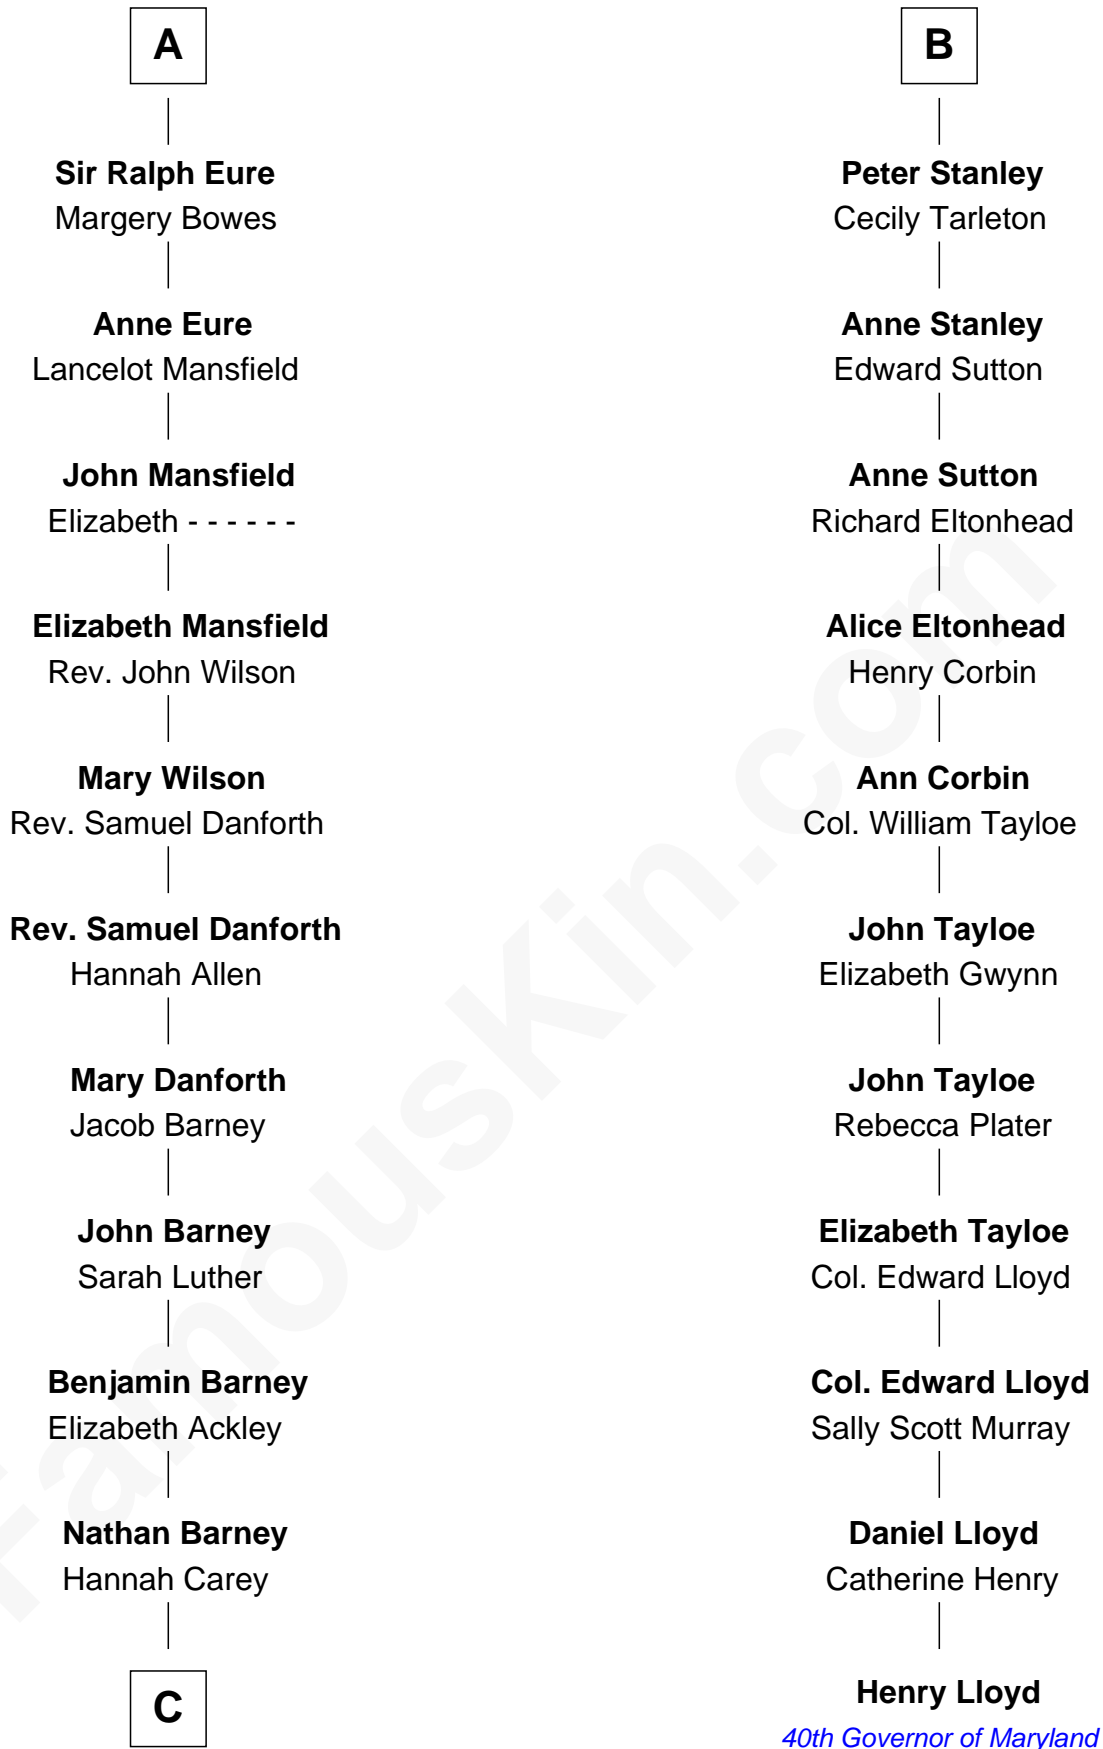 A
Sir Ralph Eure
Margery Bowes
Anne Eure
Lancelot Mansfield
John Mansfield
Elizabeth - - - - - -
Elizabeth Mansfield
Rev. John Wilson
Mary Wilson
Rev. Samuel Danforth
Rev. Samuel Danforth
Hannah Allen
Mary Danforth
Jacob Barney
John Barney
Sarah Luther
Benjamin Barney
Elizabeth Ackley
Nathan Barney
Hannah Carey
C
B
Peter Stanley
Cecily Tarleton
Anne Stanley
Edward Sutton
Anne Sutton
Richard Eltonhead
Alice Eltonhead
Henry Corbin
Ann Corbin
Col. William Tayloe
John Tayloe
Elizabeth Gwynn
John Tayloe
Rebecca Plater
Elizabeth Tayloe
Col. Edward Lloyd
Col. Edward Lloyd
Sally Scott Murray
Daniel Lloyd
Catherine Henry
Henry Lloyd
40th Governor of Maryland
FamousKin.com